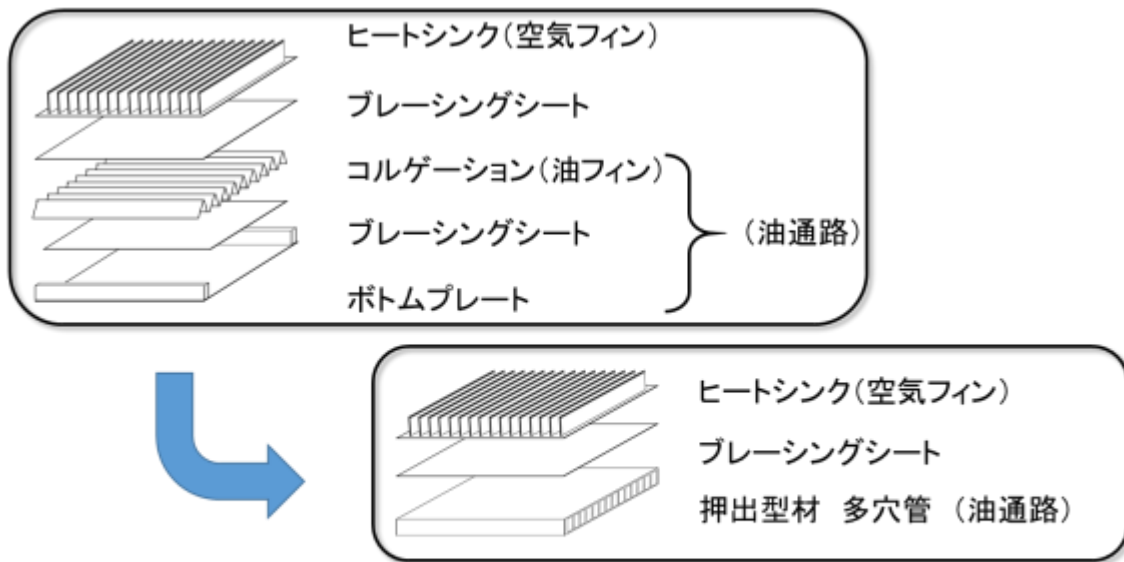 ヒートシンク(空気フィン)
ブレーシングシート
コルゲーション(油フィン)
ブレーシングシート
(油通路)
ボトムプレート
ヒートシンク(空気フィン)
ブレーシングシート
押出型材 多穴管 (油通路)